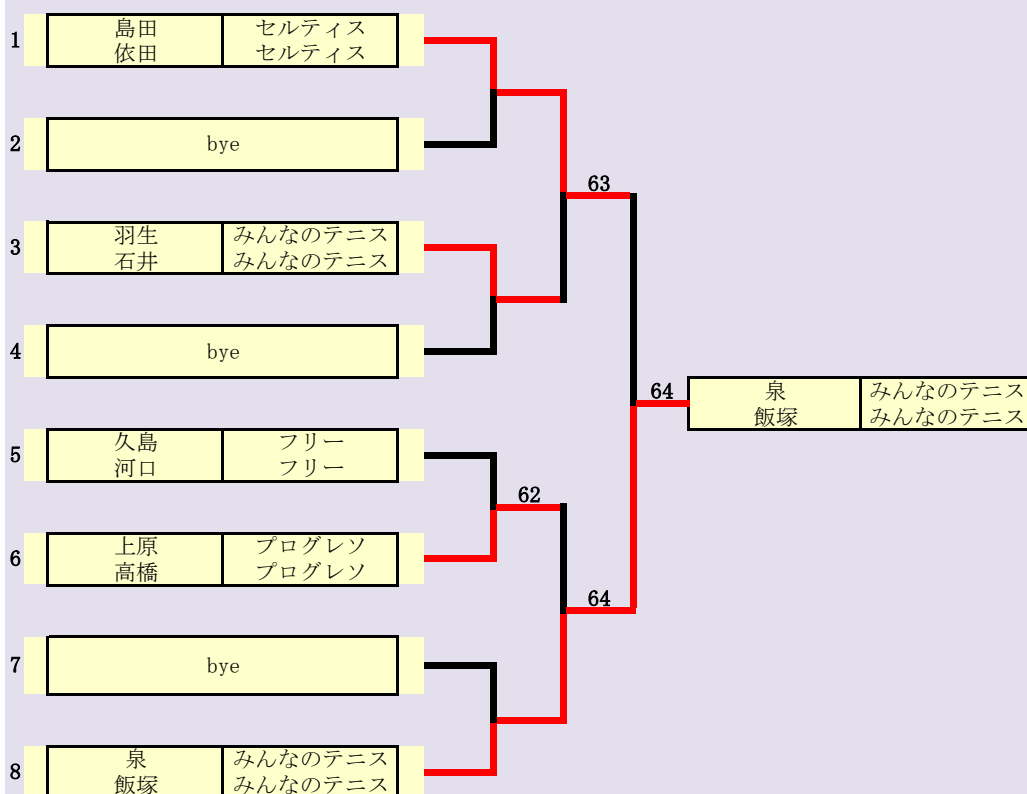 1 島田 セルティス
依田 セルティス
2 bye
63
3 羽生 みんなのテニス
石井 みんなのテニス
4 bye
64 泉 みんなのテニス
飯塚 みんなのテニス
5 久島 フリー
河口 フリー
62
6 上原 プログレソ
高橋 プログレソ
64
7 bye
8 泉 みんなのテニス
飯塚 みんなのテニス